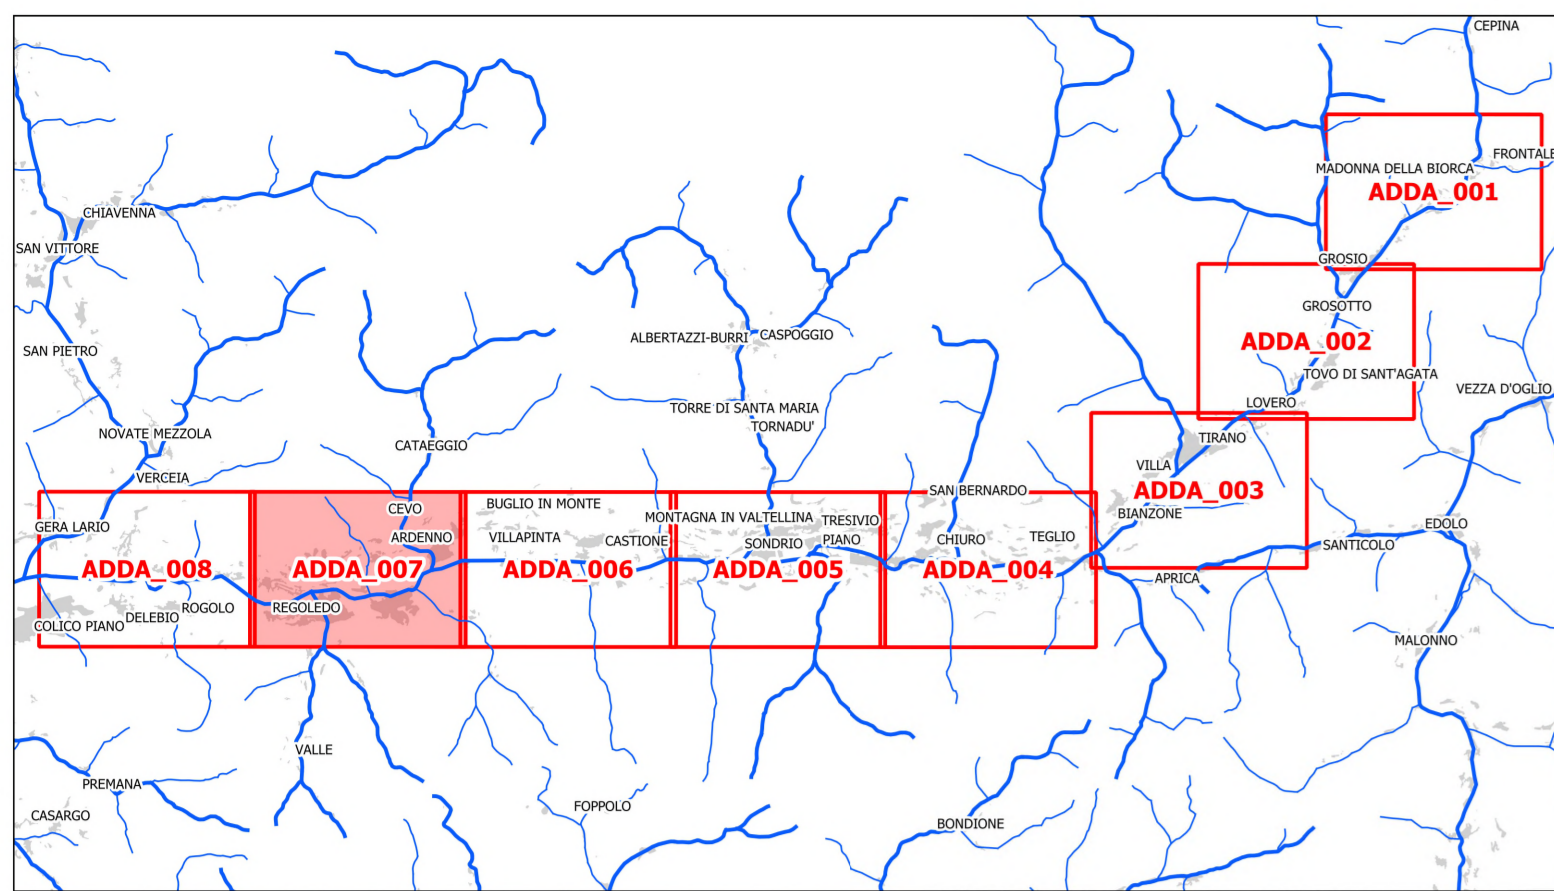 CEPINA
FRONTALE
MADONNA DELLA BIORCA
ADDA_001
CHIAVENNA
SAN VITTORE
GROSIO
GROSOTTO
ALBERTAZZI-BURRI
CASPOGGIO
ADDA_002
SAN PIETRO
TOVO DI SANT'AGATA
VEZZA D'OGLIO
LOVERO
TORRE DI SANTA MARIA
TORNADU'
NOVATE MEZZOLA
CATAEGGIO
TIRANO
VILLA
VERCEIA
ADDA_003
SAN BERNARDO
BUGLIO IN MONTE
CEVO
BIANZONE
MONTAGNA IN VALTELLINA
TRESIVIO
GERA LARIO
EDOLO
ARDENNO
VILLAPINTA
CASTIONE
SONDRIO
PIANO
CHIURO
TEGLIO
SANTICOLO
ADDA_008
ADDA_007
ADDA_006
ADDA_005
ADDA_004
APRICA
REGOLEDO
ROGOLO
DELEBIO
COLICO PIANO
MALONNO
VALLE
PREMANA
FOPPOLO
CASARGO
BONDIONE